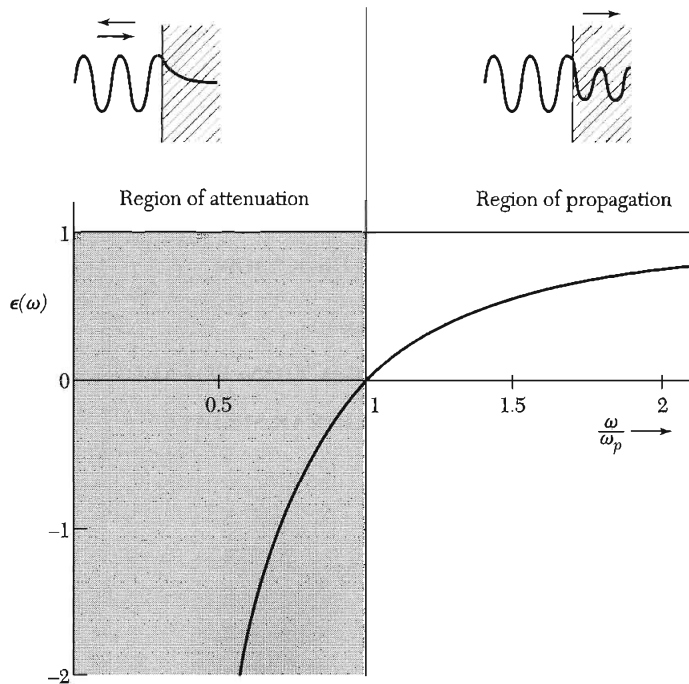 Region of attenuation
Region of propagation
1
ϵ(ω)
0
0.5
1
1.5
2
ω/ω_p
−1
−2